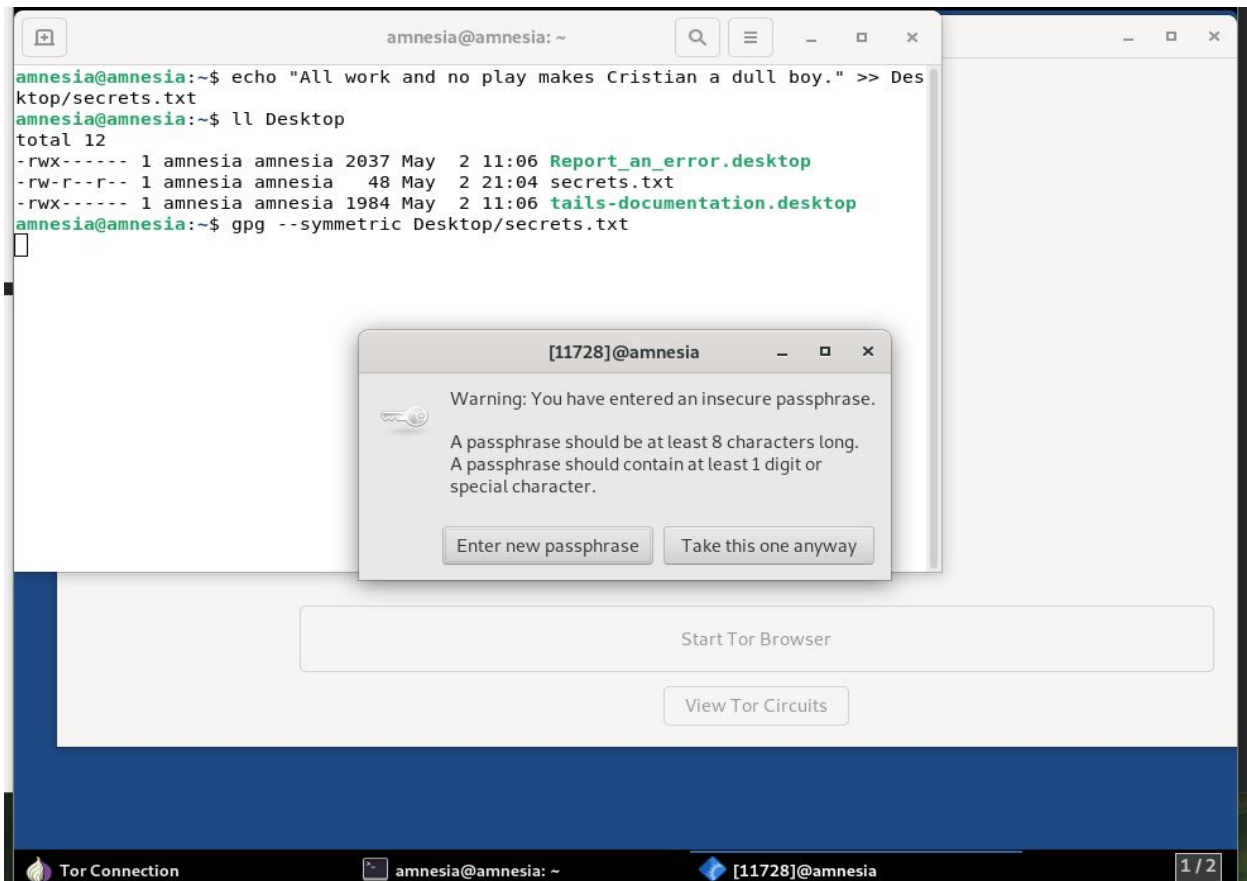 amnesia@amnesia: ~
amnesia@amnesia:~$ echo "All work and no play makes Cristian a dull boy." >> Des
ktop/secrets.txt
amnesia@amnesia:~$ ll Desktop
total 12
-rwx------ 1 amnesia amnesia 2037 May  2 11:06 Report_an_error.desktop
-rw-r--r-- 1 amnesia amnesia   48 May  2 21:04 secrets.txt
-rwx------ 1 amnesia amnesia 1984 May  2 11:06 tails-documentation.desktop
amnesia@amnesia:~$ gpg --symmetric Desktop/secrets.txt
[11728]@amnesia
Warning: You have entered an insecure passphrase.
A passphrase should be at least 8 characters long.
A passphrase should contain at least 1 digit or
special character.
Enter new passphrase
Take this one anyway
Start Tor Browser
View Tor Circuits
Tor Connection
amnesia@amnesia: ~
[11728]@amnesia
1/2